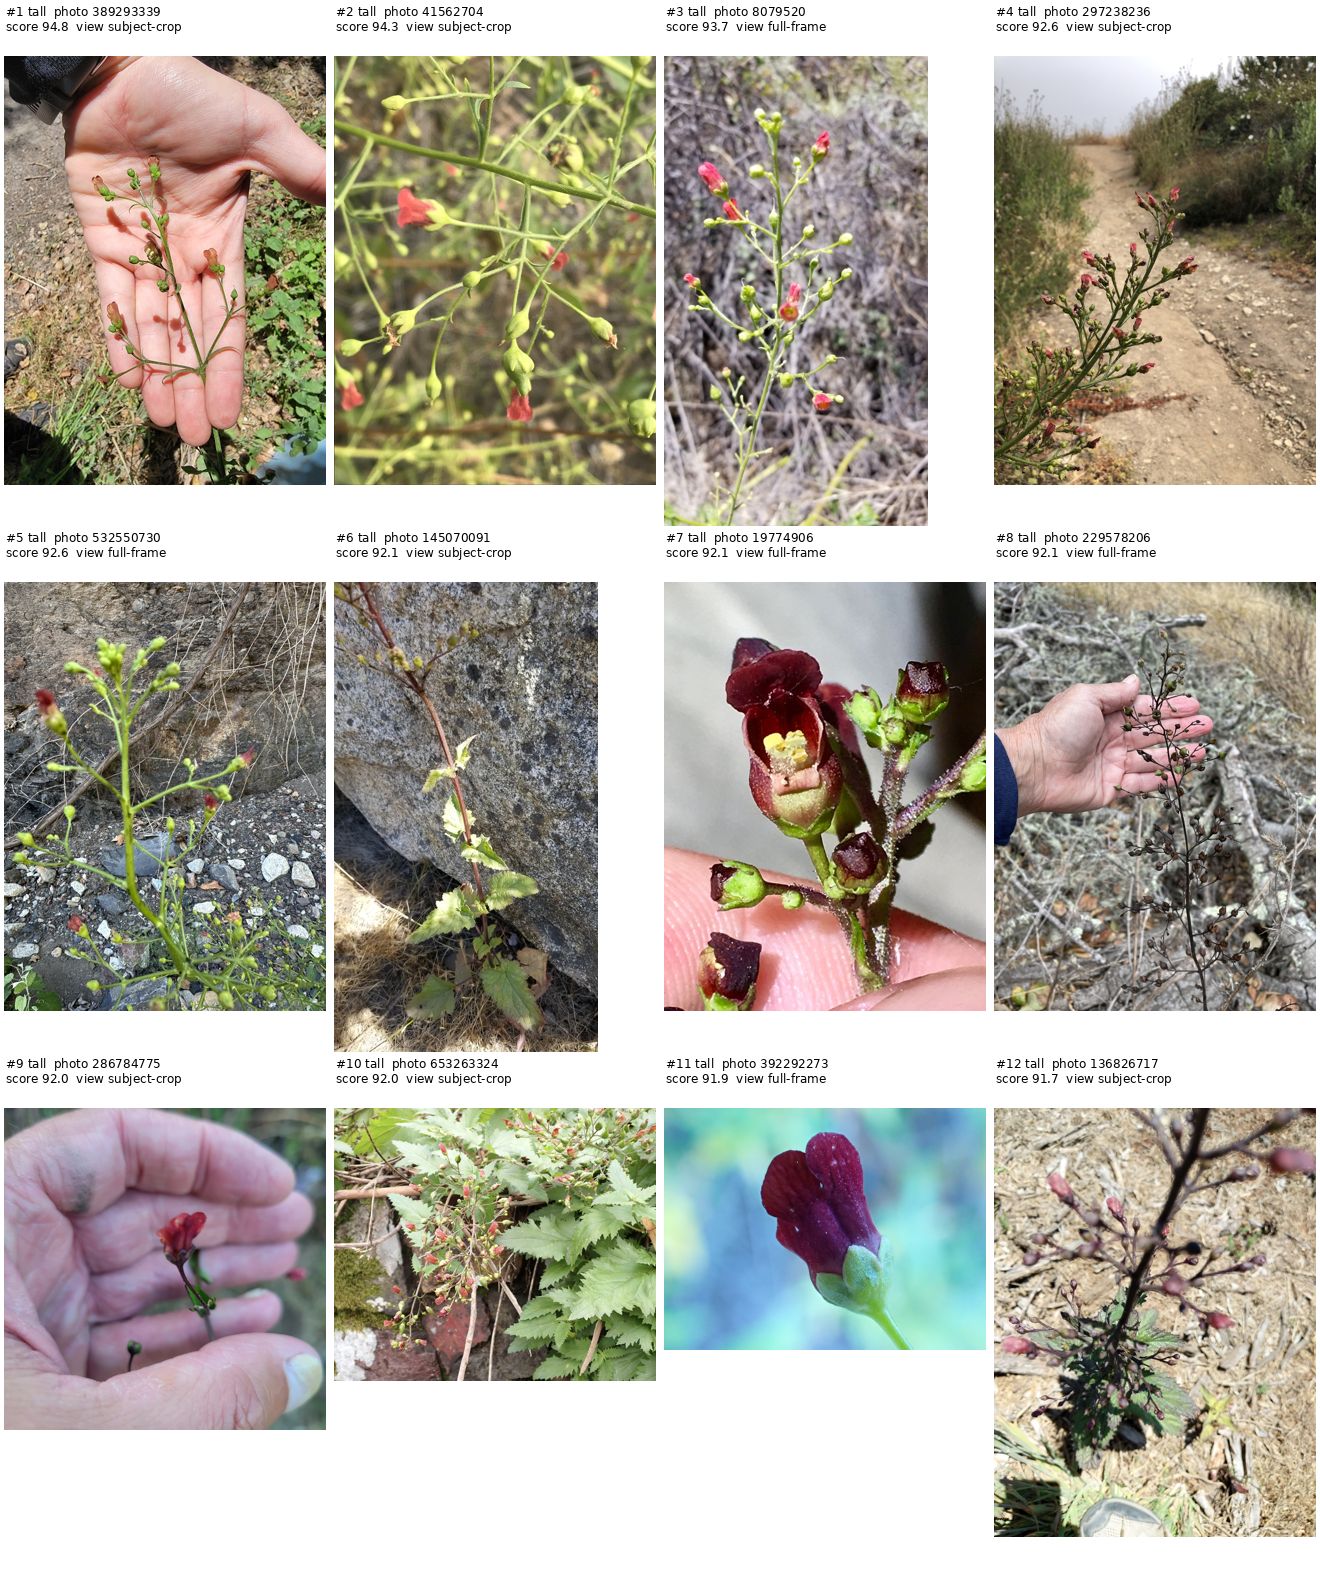 #1 tall photo 389293339
score 94.8 view subject-crop
#2 tall photo 41562704
score 94.3 view subject-crop
#3 tall photo 8079520
score 93.7 view full-frame
#4 tall photo 297238236
score 92.6 view subject-crop
#5 tall photo 532550730
score 92.6 view full-frame
#6 tall photo 145070091
score 92.1 view subject-crop
#7 tall photo 19774906
score 92.1 view full-frame
#8 tall photo 229578206
score 92.1 view full-frame
#9 tall photo 286784775
score 92.0 view subject-crop
#10 tall photo 653263324
score 92.0 view subject-crop
#11 tall photo 392292273
score 91.9 view full-frame
#12 tall photo 136826717
score 91.7 view subject-crop